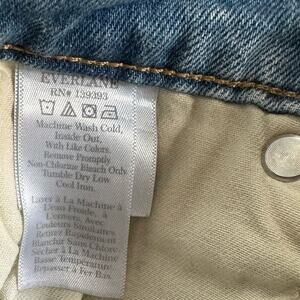 EVERLANE
RN# 139393
Machine Wash Cold,
Inside Out,
With Like Colors.
Remove Promptly
Non-Chlorine Bleach Only
Tumble Dry Low
Cool Iron.
Laver à La Machine à
L'eau Froide, à
L'envers, Avec
Couleurs Similaires
Retirez Rapidement
Blanchir Sans Chlore
Sécher à La Machine
Basse Température
Repasser à Fer Bas.